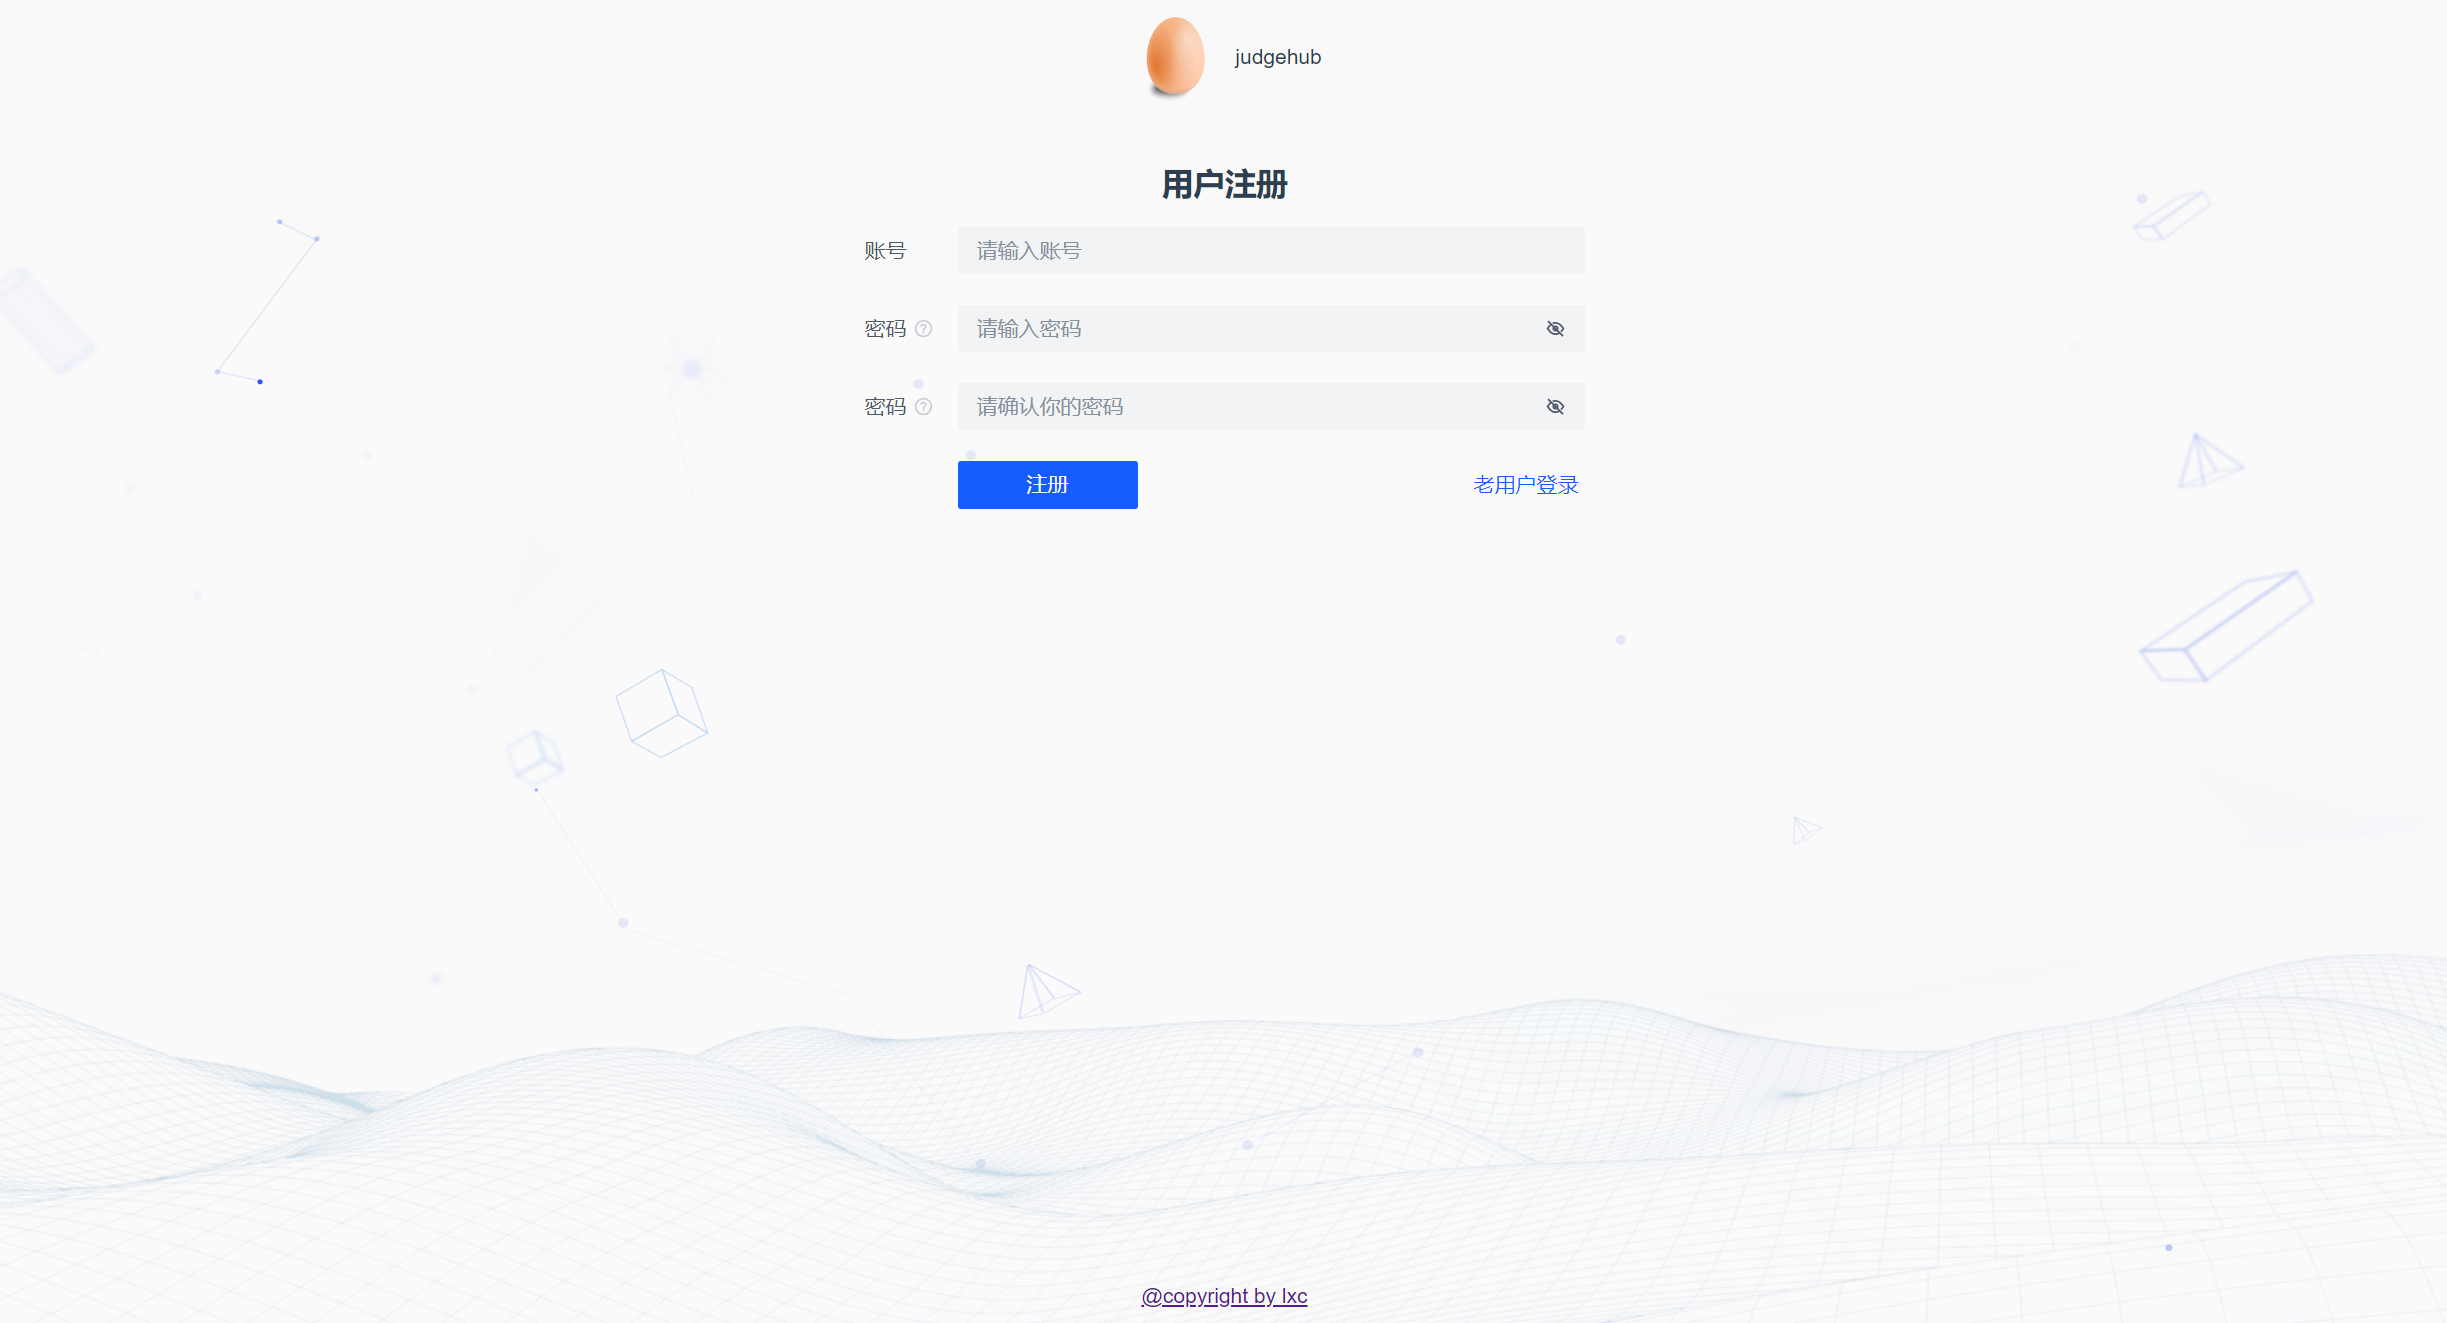 judgehub
用户注册
账号 请输入账号
密码 请输入密码
密码 请确认你的密码
注册 老用户登录
@copyright by lxc